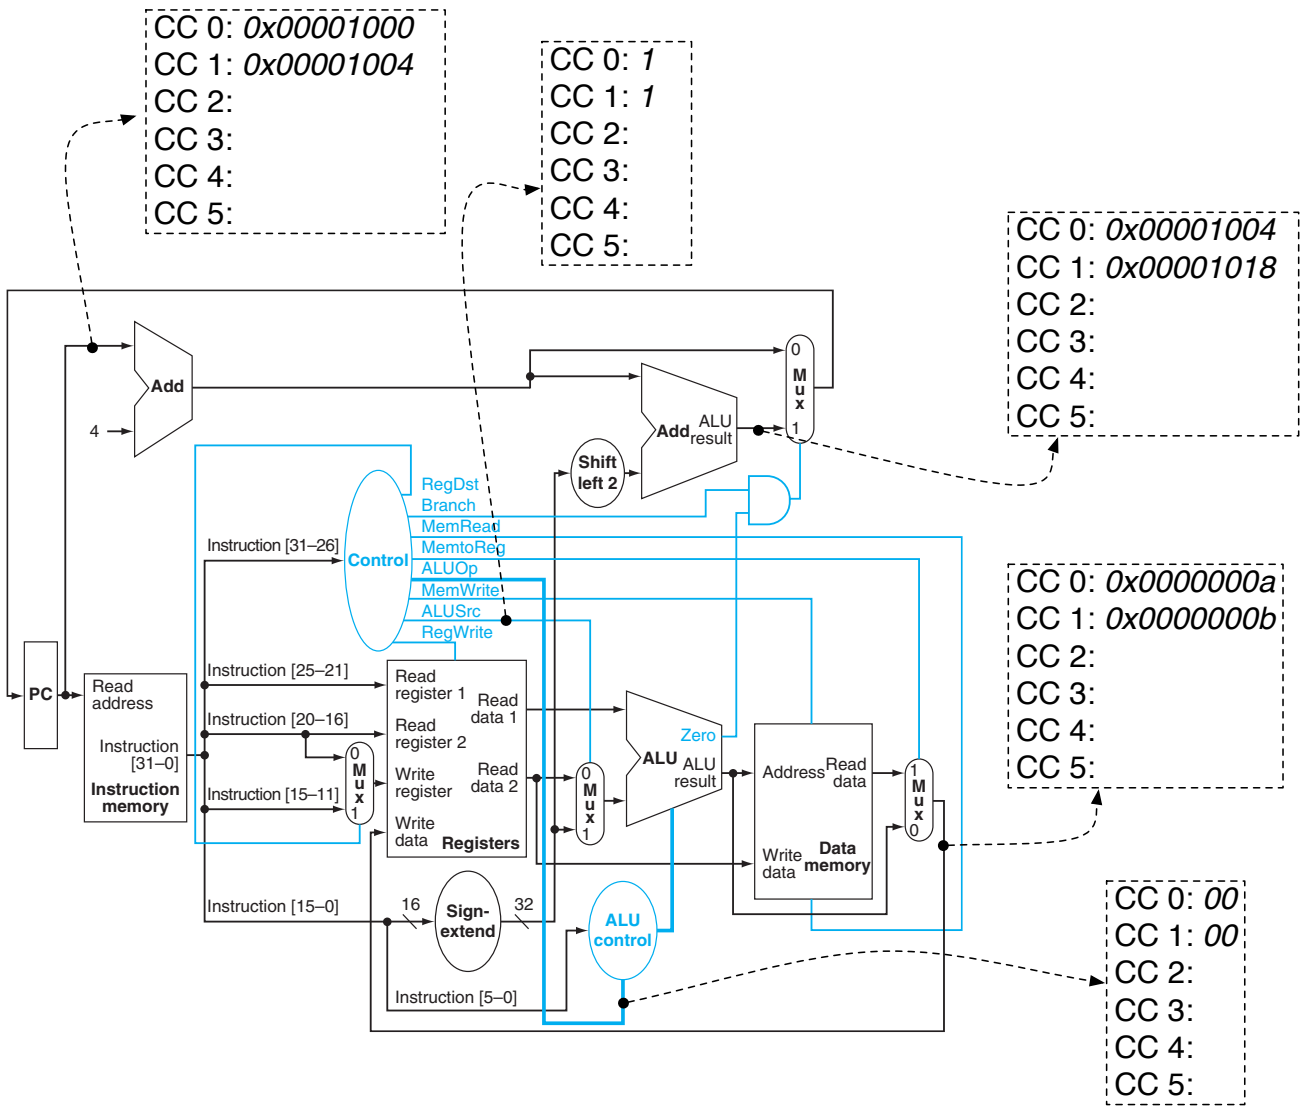 CC 0: 0x00001000
CC 1: 0x00001004
CC 2:
CC 3:
CC 4:
CC 5:
CC 0: 1
CC 1: 1
CC 2:
CC 3:
CC 4:
CC 5:
CC 0: 0x00001004
CC 1: 0x00001018
CC 2:
CC 3:
CC 4:
CC 5:
Add
4
0
Mux
1
Add
ALU
result
Shift
left 2
RegDst
Branch
MemRead
MemtoReg
ALUOp
MemWrite
ALUSrc
RegWrite
Instruction [31–26]
Control
CC 0: 0x0000000a
CC 1: 0x0000000b
CC 2:
CC 3:
CC 4:
CC 5:
PC
Read
address
Instruction
[31–0]
Instruction
memory
Instruction [25–21]
Instruction [20–16]
Instruction [15–11]
0
Mux
1
Read
register 1
Read
register 2
Write
register
Write
data
Read
data 1
Read
data 2
Registers
0
Mux
1
Zero
ALU
ALU
result
Address
Read
data
Write
data
Data
memory
1
Mux
0
Instruction [15–0]
16
Sign-
extend
32
ALU
control
Instruction [5–0]
CC 0: 00
CC 1: 00
CC 2:
CC 3:
CC 4:
CC 5: